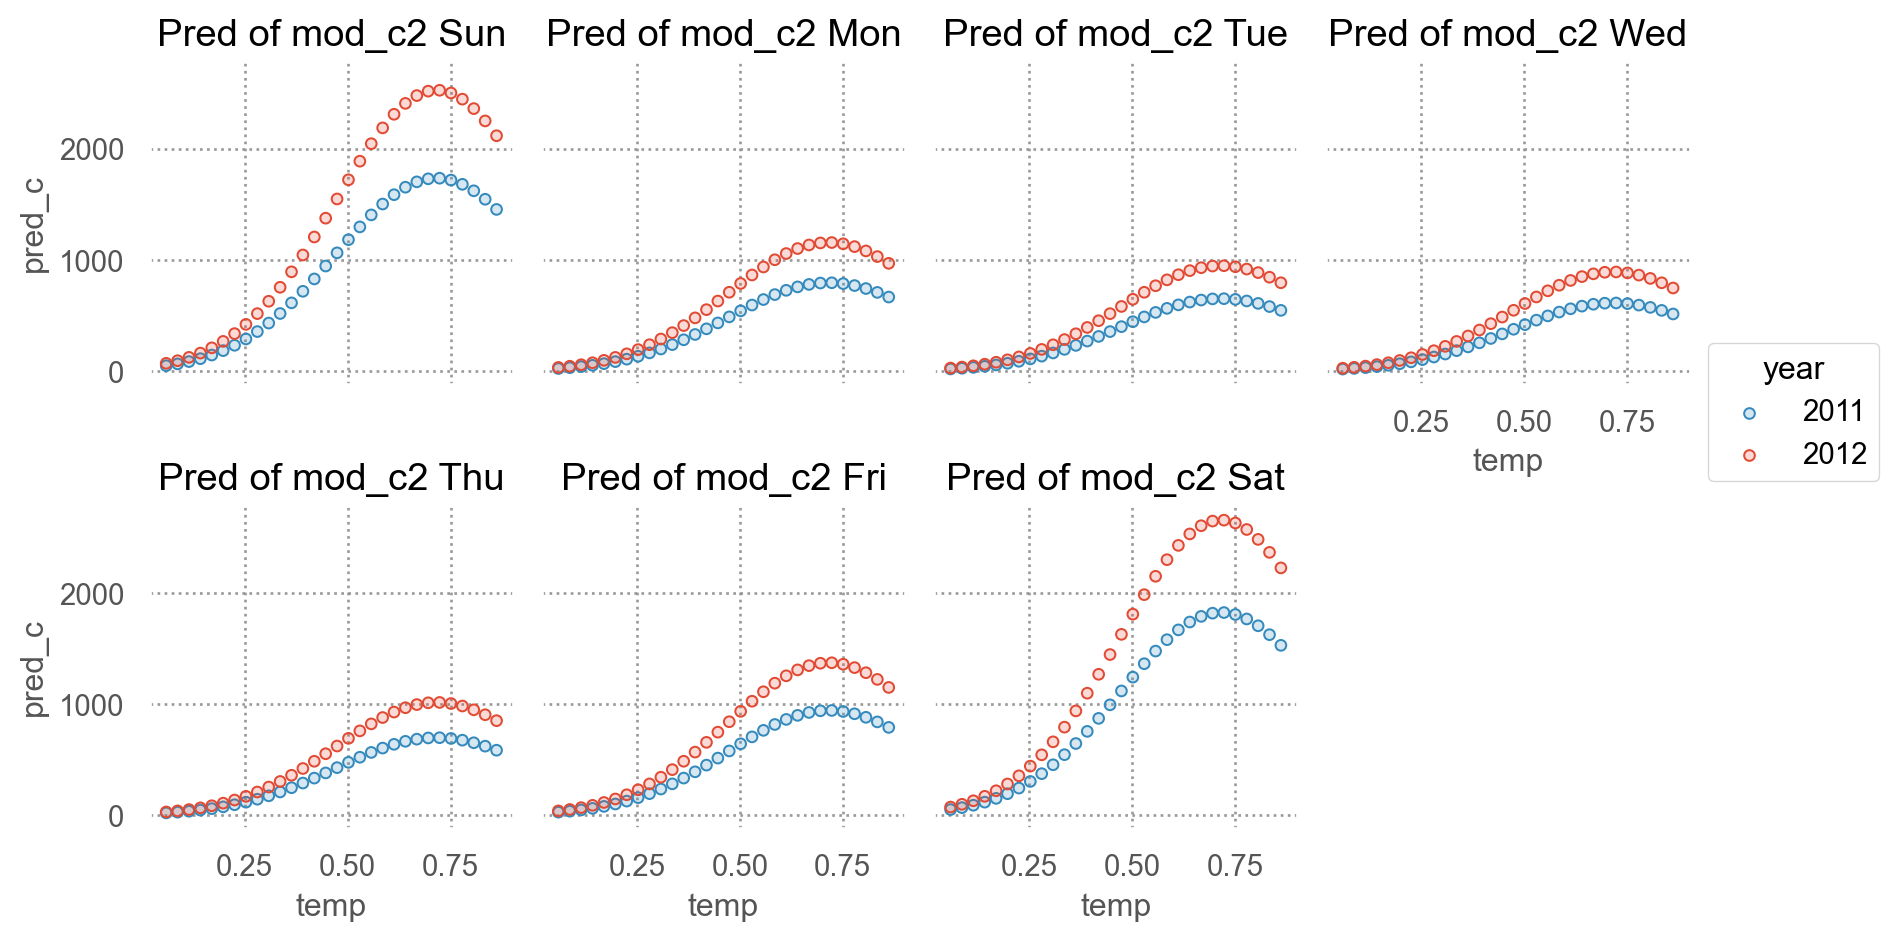 Pred of mod_c2 Sun
Pred of mod_c2 Mon
Pred of mod_c2 Tue
Pred of mod_c2 Wed
pred_c
2000
1000
0
0.25 0.50 0.75
temp
year
2011
2012
Pred of mod_c2 Thu
Pred of mod_c2 Fri
Pred of mod_c2 Sat
pred_c
2000
1000
0
0.25 0.50 0.75
temp
0.25 0.50 0.75
temp
0.25 0.50 0.75
temp